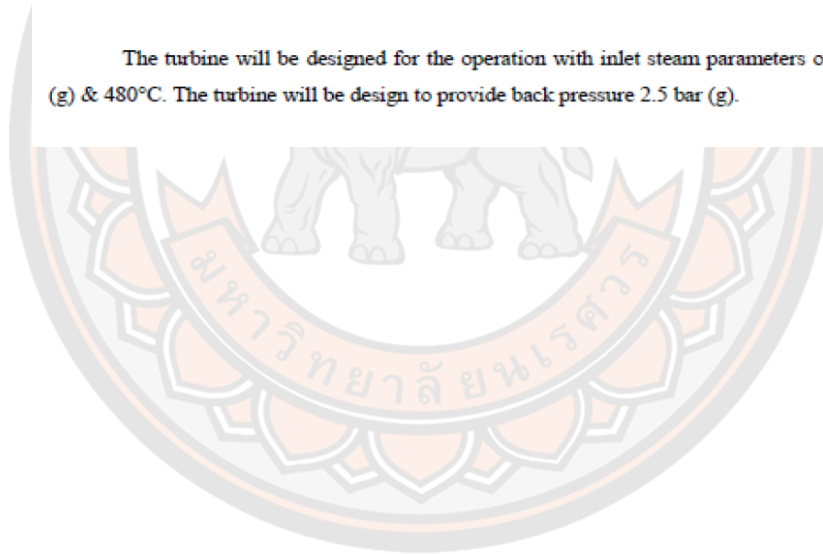 The turbine will be designed for the operation with inlet steam parameters
(g) & 480°C. The turbine will be design to provide back pressure 2.5 bar (g).
มหาวิทยาลัยนเรศวร